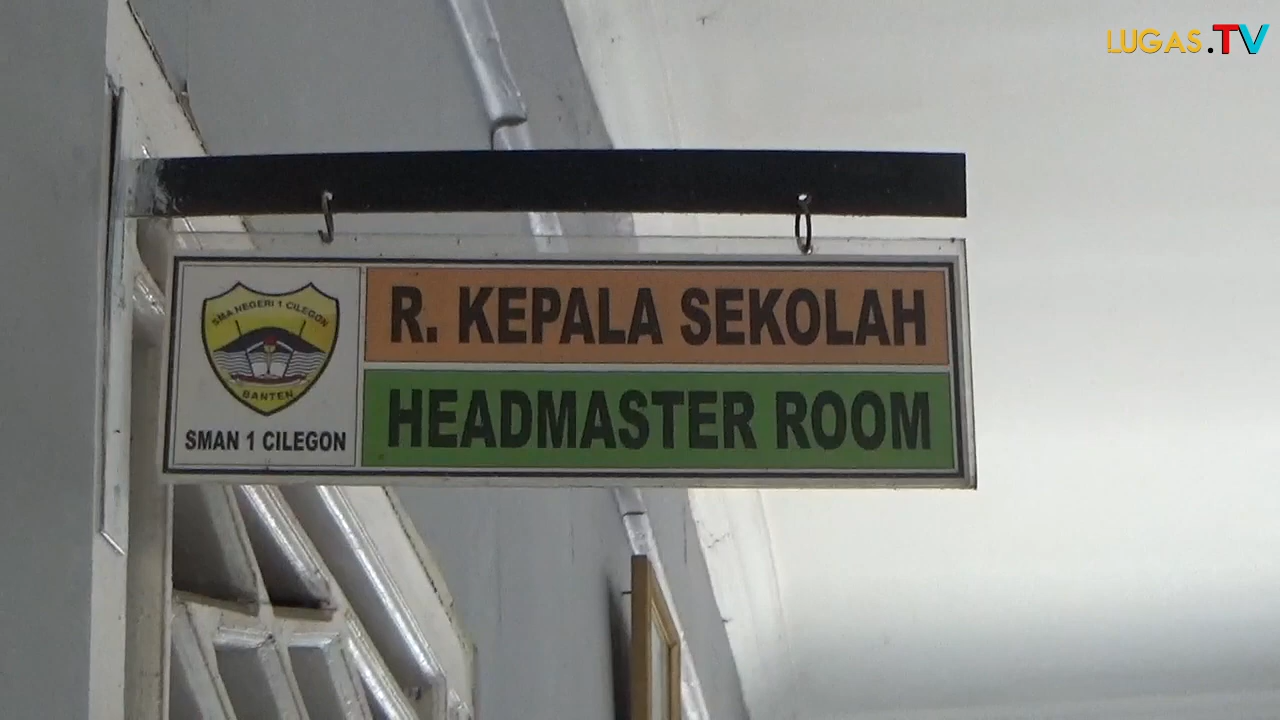 LUGAS.TV
SMA NEGERI 1 CILEGON
BANTEN
SMAN 1 CILEGON
R. KEPALA SEKOLAH
HEADMASTER ROOM